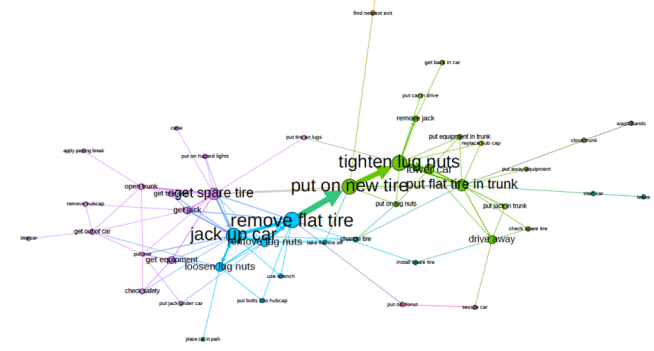 find nearest exit
get back in car
put car in drive
remove jack
wash hands
come
put tire on lugs
put equipment in trunk
close trunk
replace hub cap
apply parking break
put on hazard lights
tighten lug nuts
lower car
put away equipment
open trunk
get spare tire
put on new tire
put flat tire in trunk
remove hubcap
get jack
put on lug nuts
put jack in trunk
remove flat tire
get out of car
jack up car
check spare tire
remove lug nuts
take flat tire off
change tire
drive away
get equipment
loosen lug nuts
install spare tire
use wrench
check safety
put jack under car
put bolts into hubcap
put on donut
secure car
place car in park